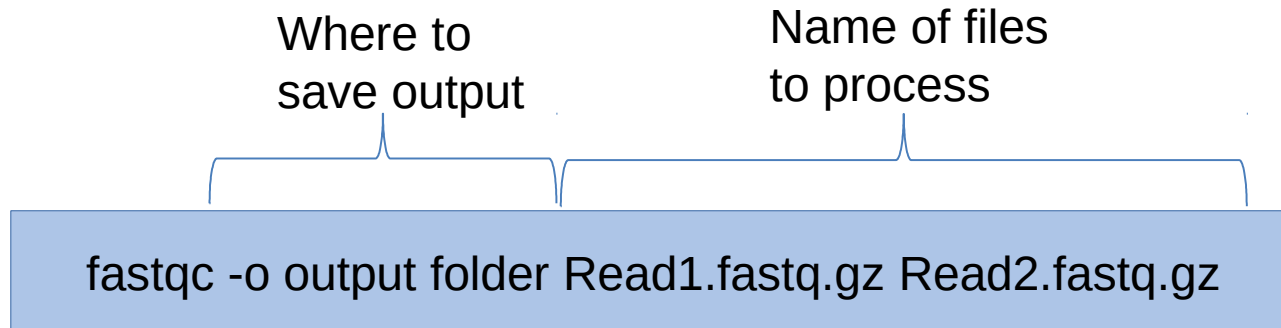 Where to
save output
Name of files
to process
fastqc -o output folder Read1.fastq.gz Read2.fastq.gz